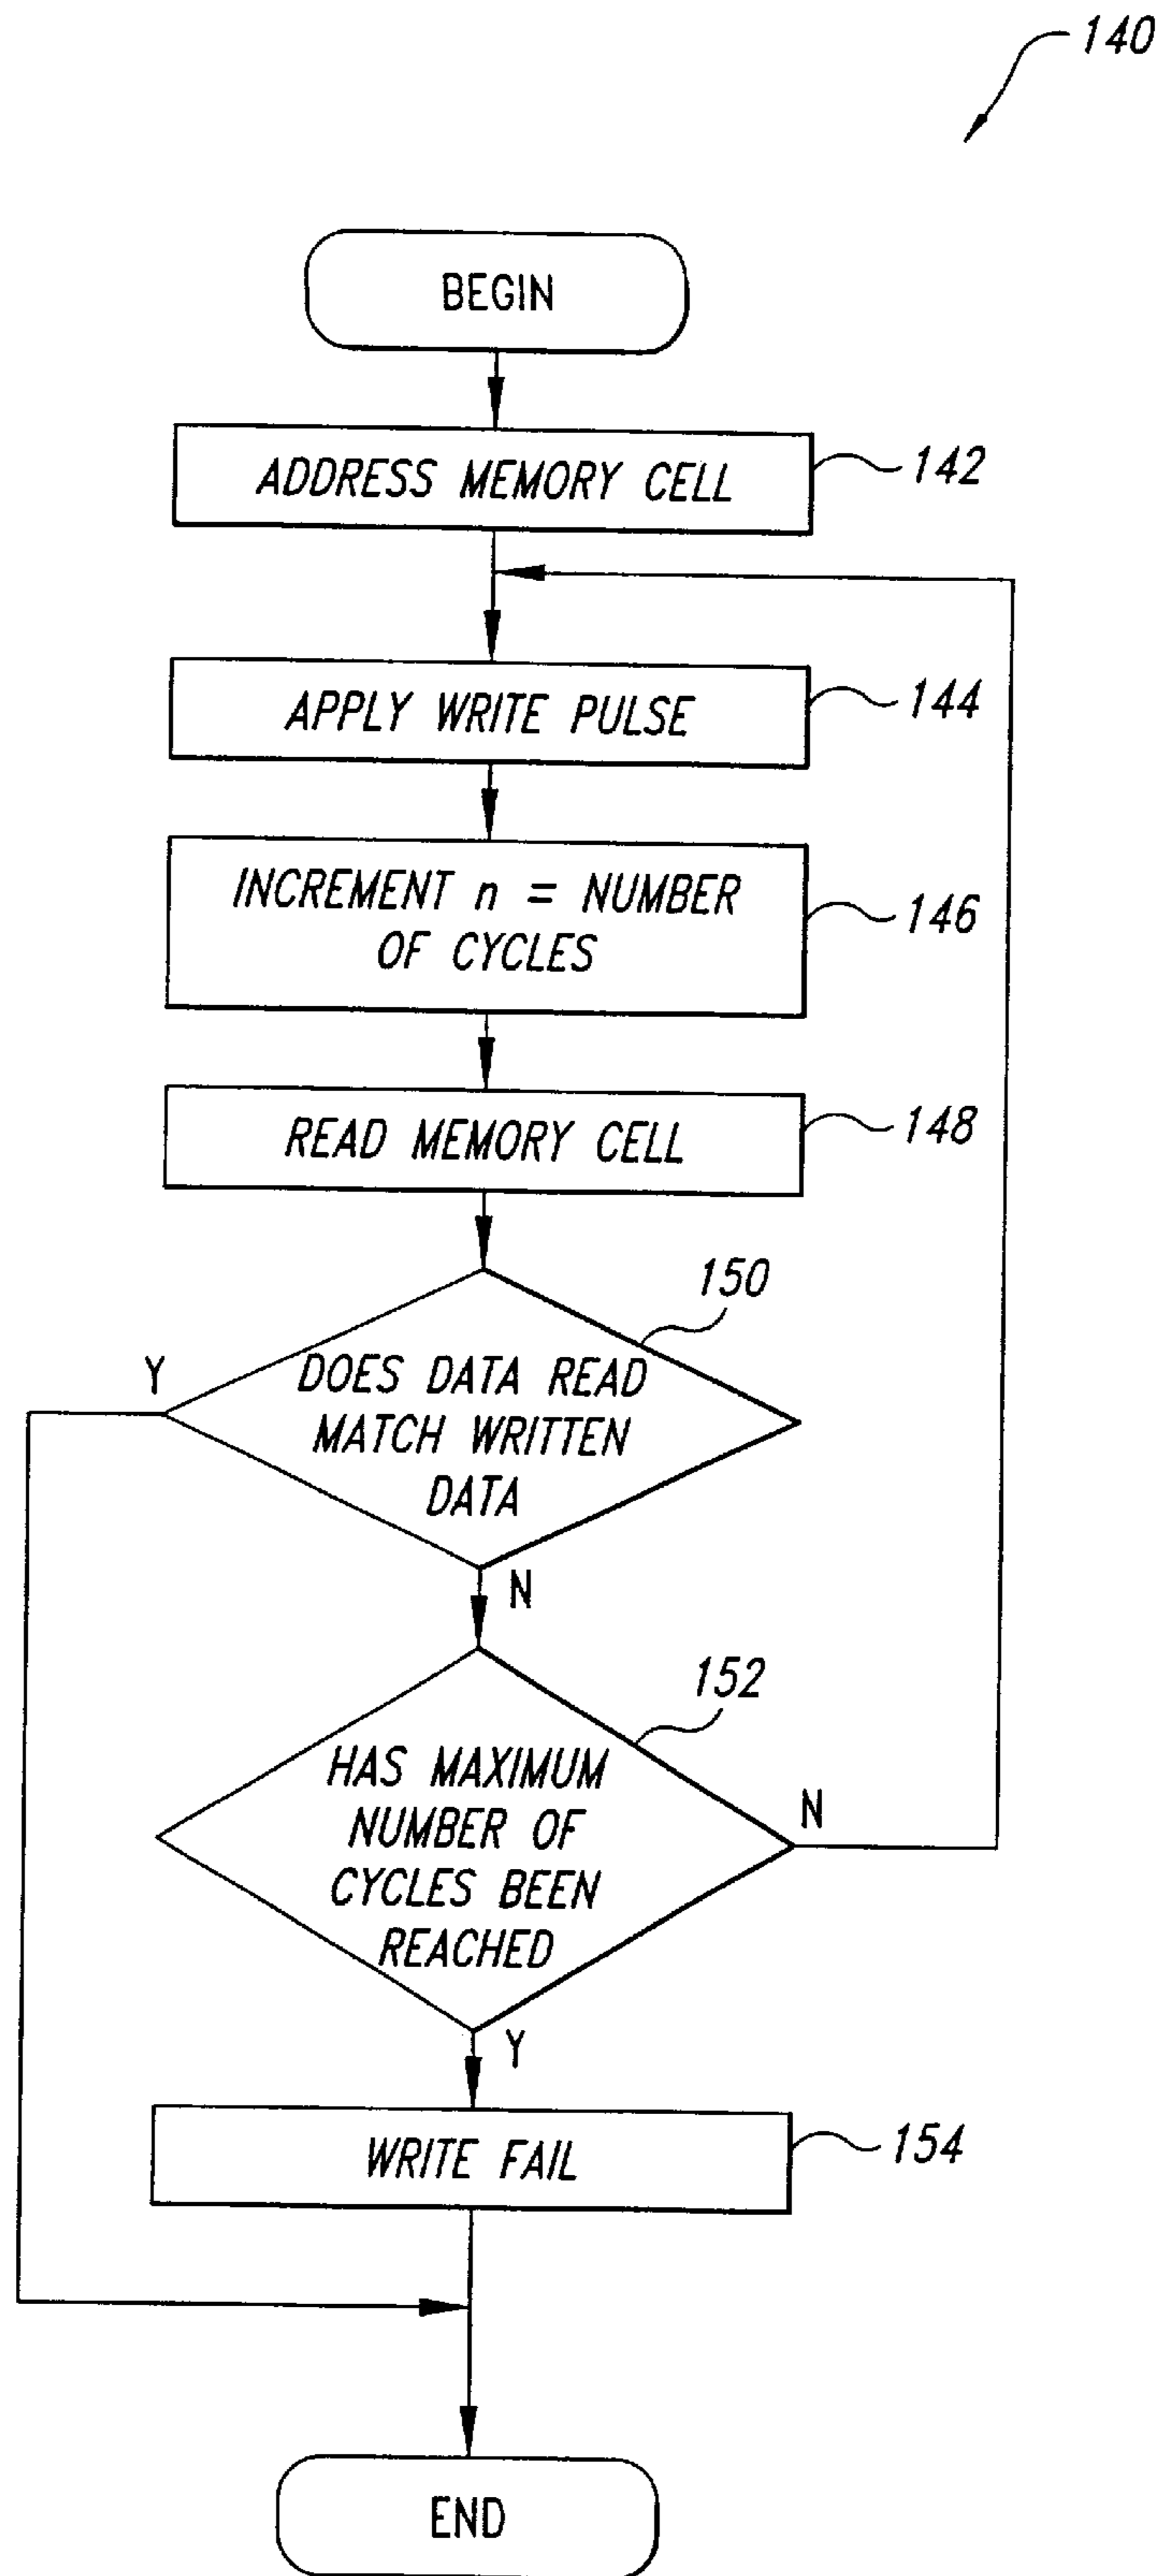 140
BEGIN
ADDRESS MEMORY CELL
142
APPLY WRITE PULSE
144
INCREMENT n = NUMBER
OF CYCLES
146
READ MEMORY CELL
148
150
Y
DOES DATA READ
MATCH WRITTEN
DATA
N
152
HAS MAXIMUM
NUMBER OF
CYCLES BEEN
REACHED
N
Y
WRITE FAIL
154
END